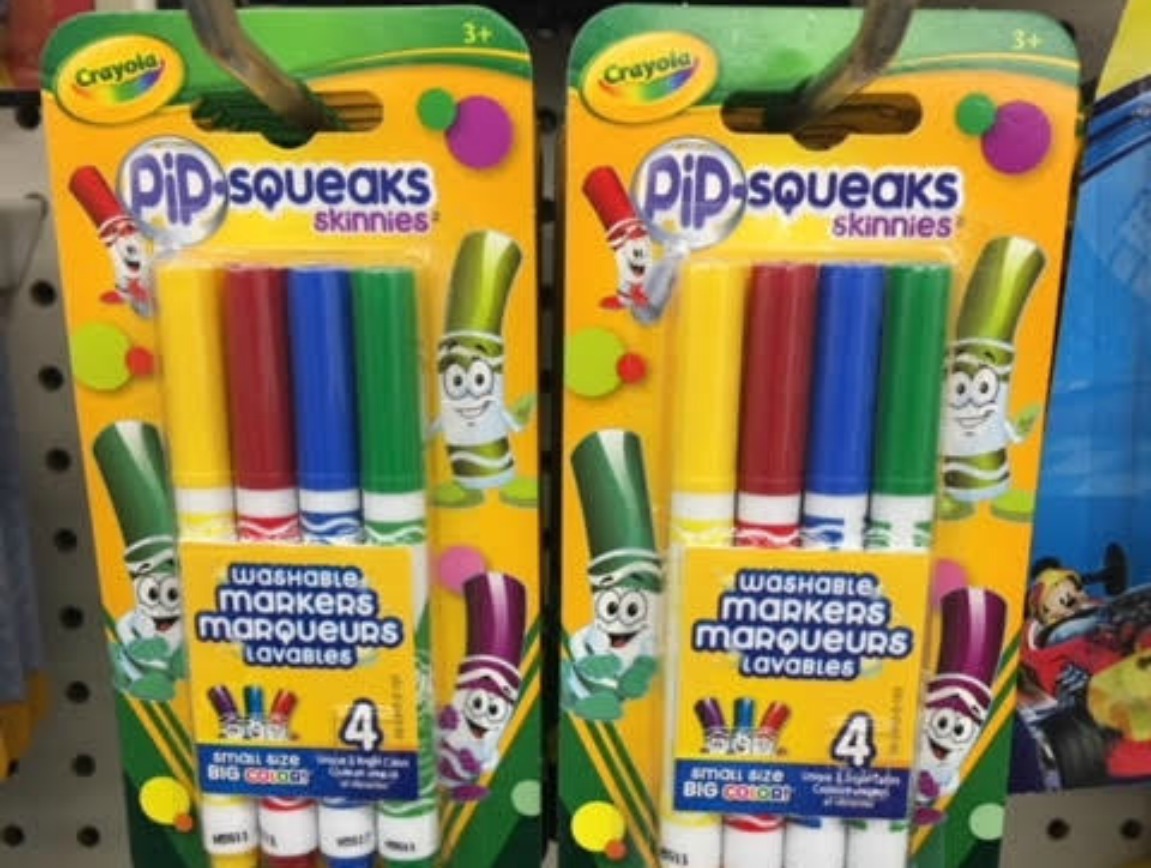 3+
Crayola
PiP-SQUEAKS
SKINNIES
WASHABLE
MARKERS
MARQUEURS
LAVABLES
4
SMALL SIZE
BIG COLOR!
3+
Crayola
PiP-SQUEAKS
SKINNIES
WASHABLE
MARKERS
MARQUEURS
LAVABLES
4
SMALL SIZE
BIG COLOR!